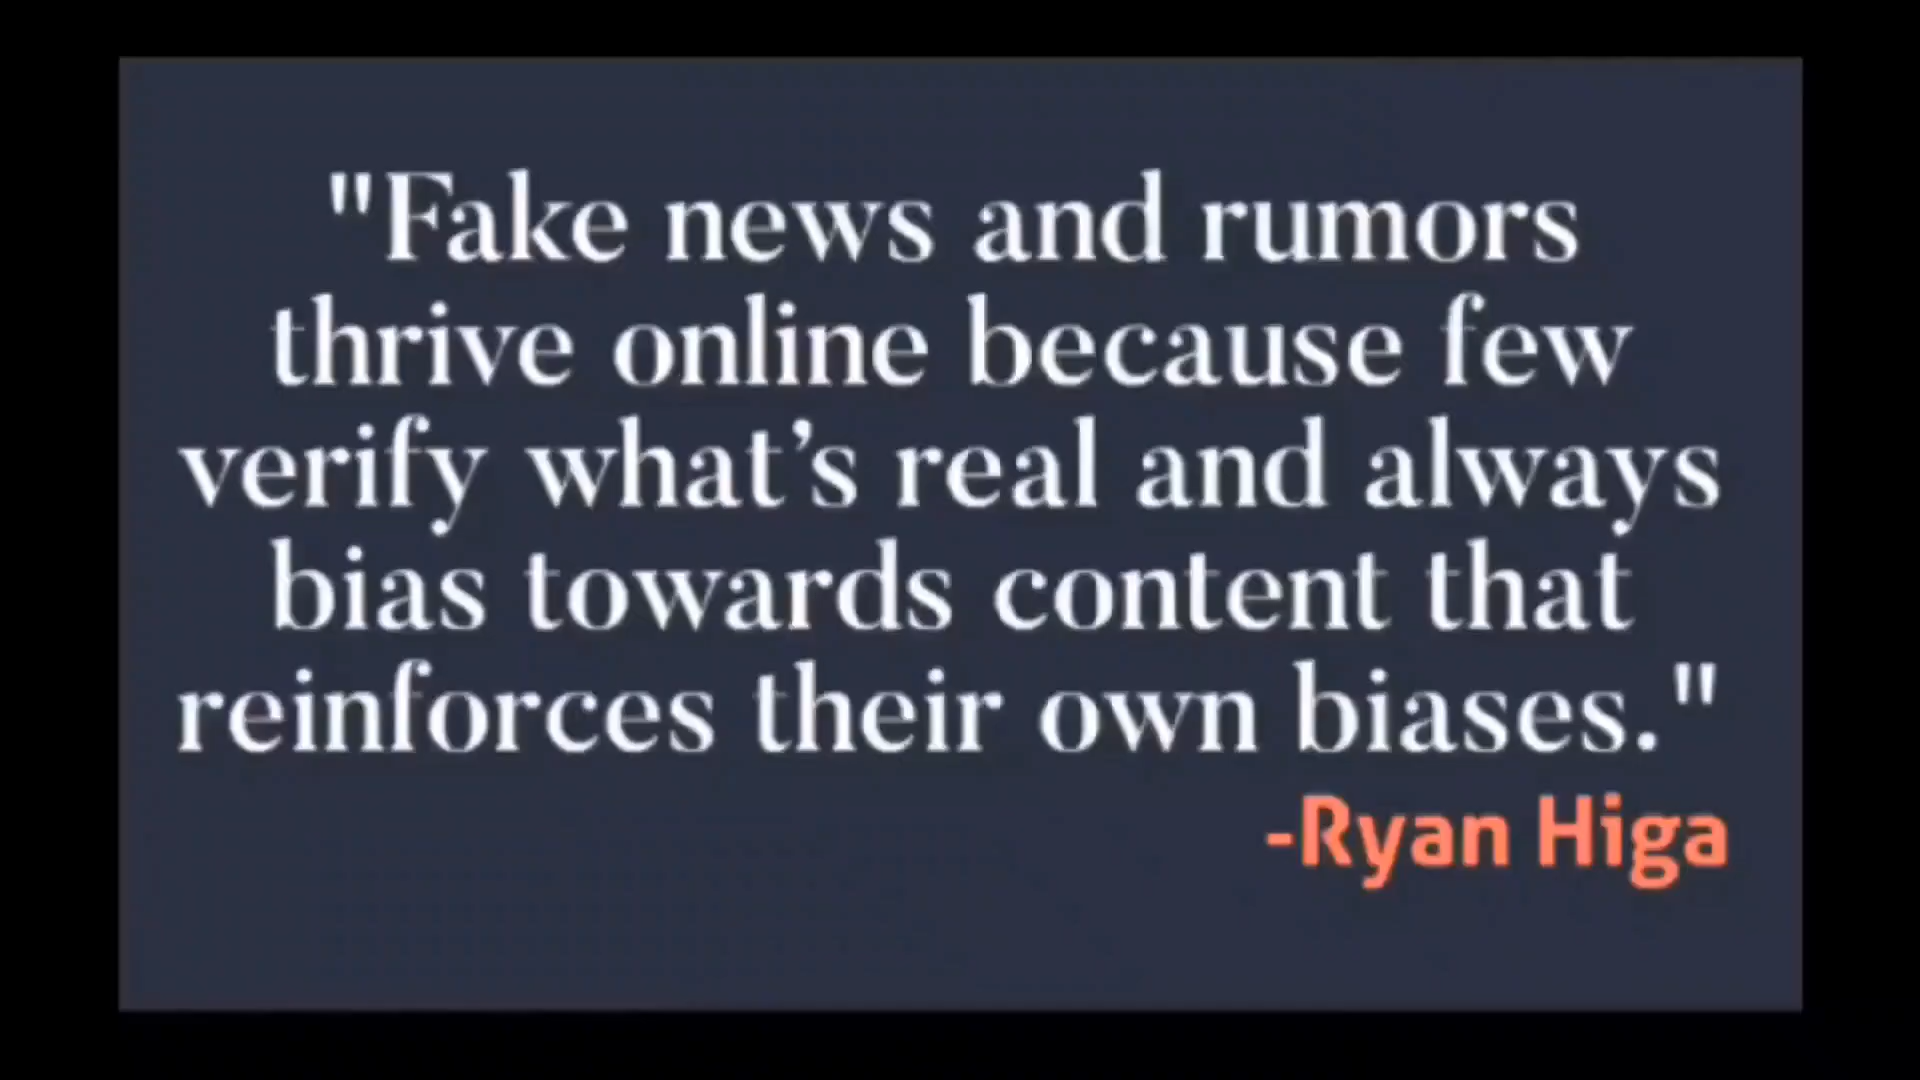 "Fake news and rumors
thrive online because few
verify what’s real and always
bias towards content that
reinforces their own biases."
-Ryan Higa